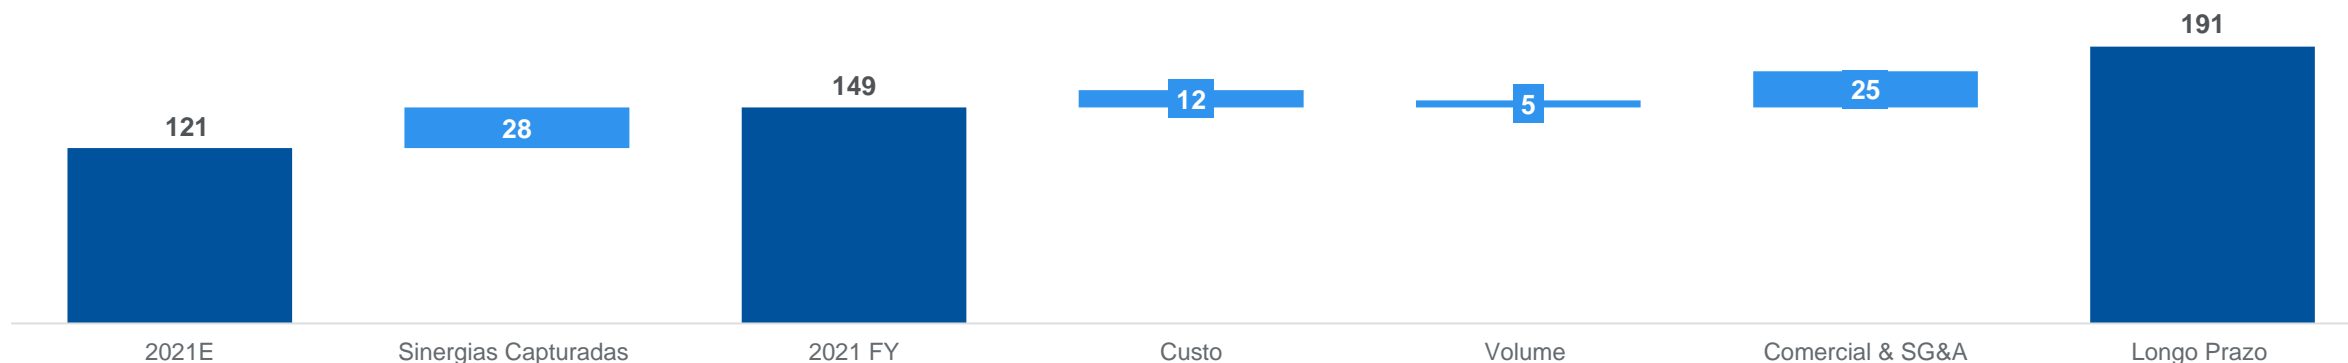 121
28
149
12
5
25
191
2021E
Sinergias Capturadas
2021 FY
Custo
Volume
Comercial & SG&A
Longo Prazo